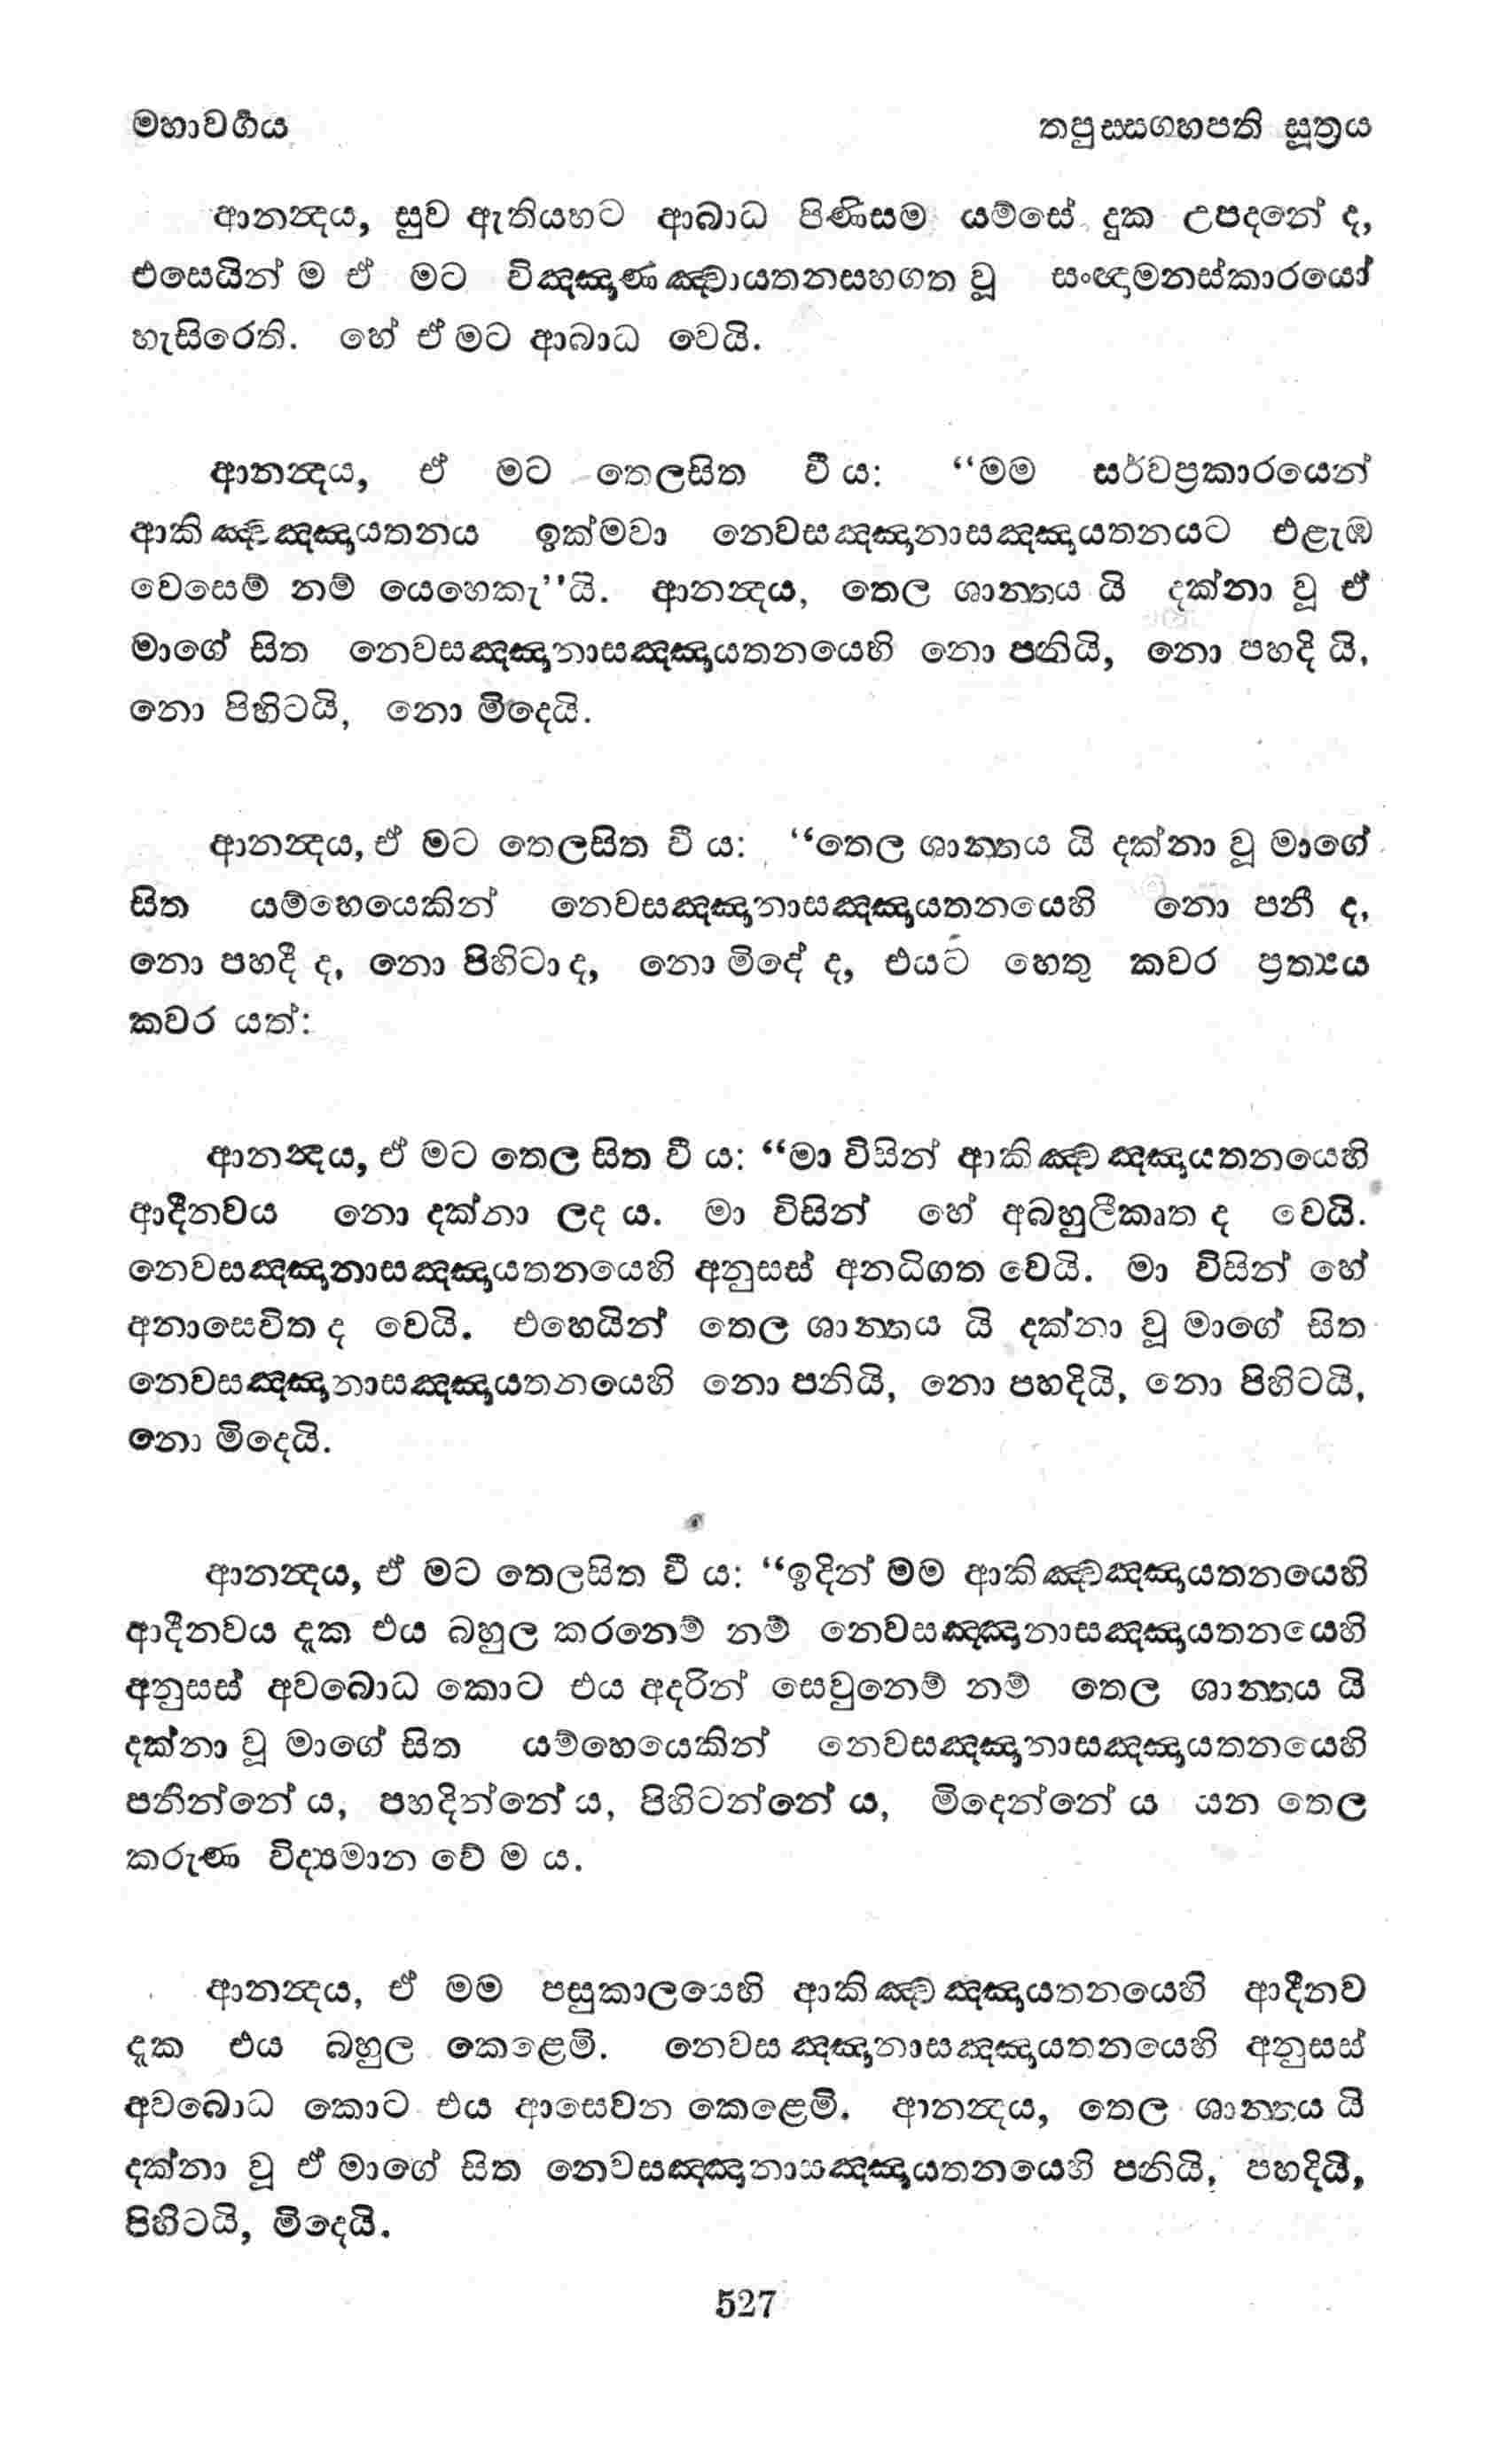 මහාවර්‍ගය
තපුස්සගහපති සූත්‍රය
ආනන්‍දය, සුව ඇතියහට ආබාධ පිණිසම යම්සේ දුක උපදනේ ද,
එසෙයින් ම ඒ මට විඤ්ඤාණඤ්චායතනසහගත වූ සංඥාමනස්කාරයෝ
හැසිරෙති. හේ ඒ මට ආබාධ වෙයි.
ආනන්‍දය, ඒ මට තෙලසිත වී ය: “මම සර්වප්‍රකාරයෙන්
ආකිඤ්චඤ්ඤායතනය ඉක්මවා නෙවසඤ්ඤානාසඤ්ඤායතනයට එළැඹ
වෙසෙම් නම් යෙහෙකැ”යි. ආනන්‍දය, තෙල ශාන්‍තය යි දක්නා වූ ඒ
මාගේ සිත නෙවසඤ්ඤානාසඤ්ඤායතනයෙහි නො පනියි, නො පහදි යි,
නො පිහිටයි, නො මිදෙයි.
ආනන්‍දය, ඒ මට තෙලසිත වී ය: “තෙල ශාන්‍තය යි දක්නා වූ මාගේ
සිත යම්හෙයෙකින් නෙවසඤ්ඤානාසඤ්ඤායතනයෙහි නො පනී ද,
නො පහදී ද, නො පිහිටා ද, නො මිදේ ද, එයට හෙතු කවර ප්‍රත්‍යය
කවර යත්:
ආනන්‍දය, ඒ මට තෙල සිත වී ය: “මා විසින් ආකිඤ්චඤ්ඤායතනයෙහි
ආදීනවය නො දක්නා ලද ය. මා විසින් හේ අබහුලීකෘත ද වෙයි.
නෙවසඤ්ඤානාසඤ්ඤායතනයෙහි අනුසස් අනධිගත වෙයි. මා විසින් හේ
අනාසෙවිත ද වෙයි. එහෙයින් තෙල ශාන්‍තය යි දක්නා වූ මාගේ සිත
නෙවසඤ්ඤානාසඤ්ඤායතනයෙහි නො පනියි, නො පහදියි, නො පිහිටයි,
නො මිදෙයි.
ආනන්‍දය, ඒ මට තෙලසිත වී ය: “ඉදින් මම ආකිඤ්චඤ්ඤායතනයෙහි
ආදීනවය දැක එය බහුල කරනෙම් නම් නෙවසඤ්ඤානාසඤ්ඤායතනයෙහි
අනුසස් අවබොධ කොට එය අදරින් සෙවුනෙම් නම් තෙල ශාන්‍තය යි
දක්නා වූ මාගේ සිත යම්හෙයෙකින් නෙවසඤ්ඤානාසඤ්ඤායතනයෙහි
පනින්නේ ය, පහදින්නේ ය, පිහිටන්නේ ය, මිදෙන්නේ ය යන තෙල
කරුණ විද්‍යමාන වේ ම ය.
ආනන්‍දය, ඒ මම පසුකාලයෙහි ආකිඤ්චඤ්ඤායතනයෙහි ආදීනව
දැක එය බහුල කෙළෙමි. නෙවසඤ්ඤානාසඤ්ඤායතනයෙහි අනුසස්
අවබොධ කොට එය ආසෙවන කෙළෙමි. ආනන්‍දය, තෙල ශාන්‍තය යි
දක්නා වූ ඒ මාගේ සිත නෙවසඤ්ඤානාසඤ්ඤායතනයෙහි පනියි, පහදියි,
පිහිටයි, මිදෙයි.
527